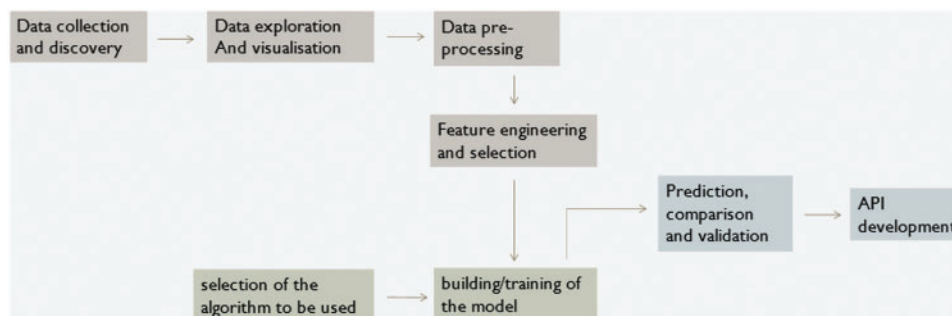 Data collection
and discovery
Data exploration
And visualisation
Data pre-
processing
Feature engineering
and selection
Prediction,
comparison
and validation
API
development
selection of the
algorithm to be used
building/training of
the model